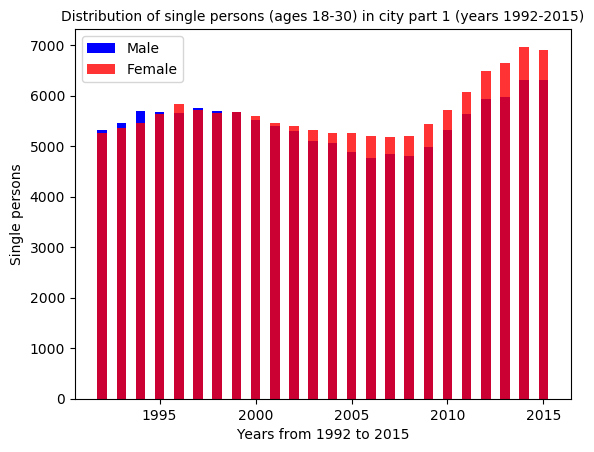 Distribution of single persons (ages 18-30) in city part 1 (years 1992-2015)
Male
Female
7000
6000
5000
4000
3000
2000
1000
0
Single persons
1995
2000
2005
2010
2015
Years from 1992 to 2015